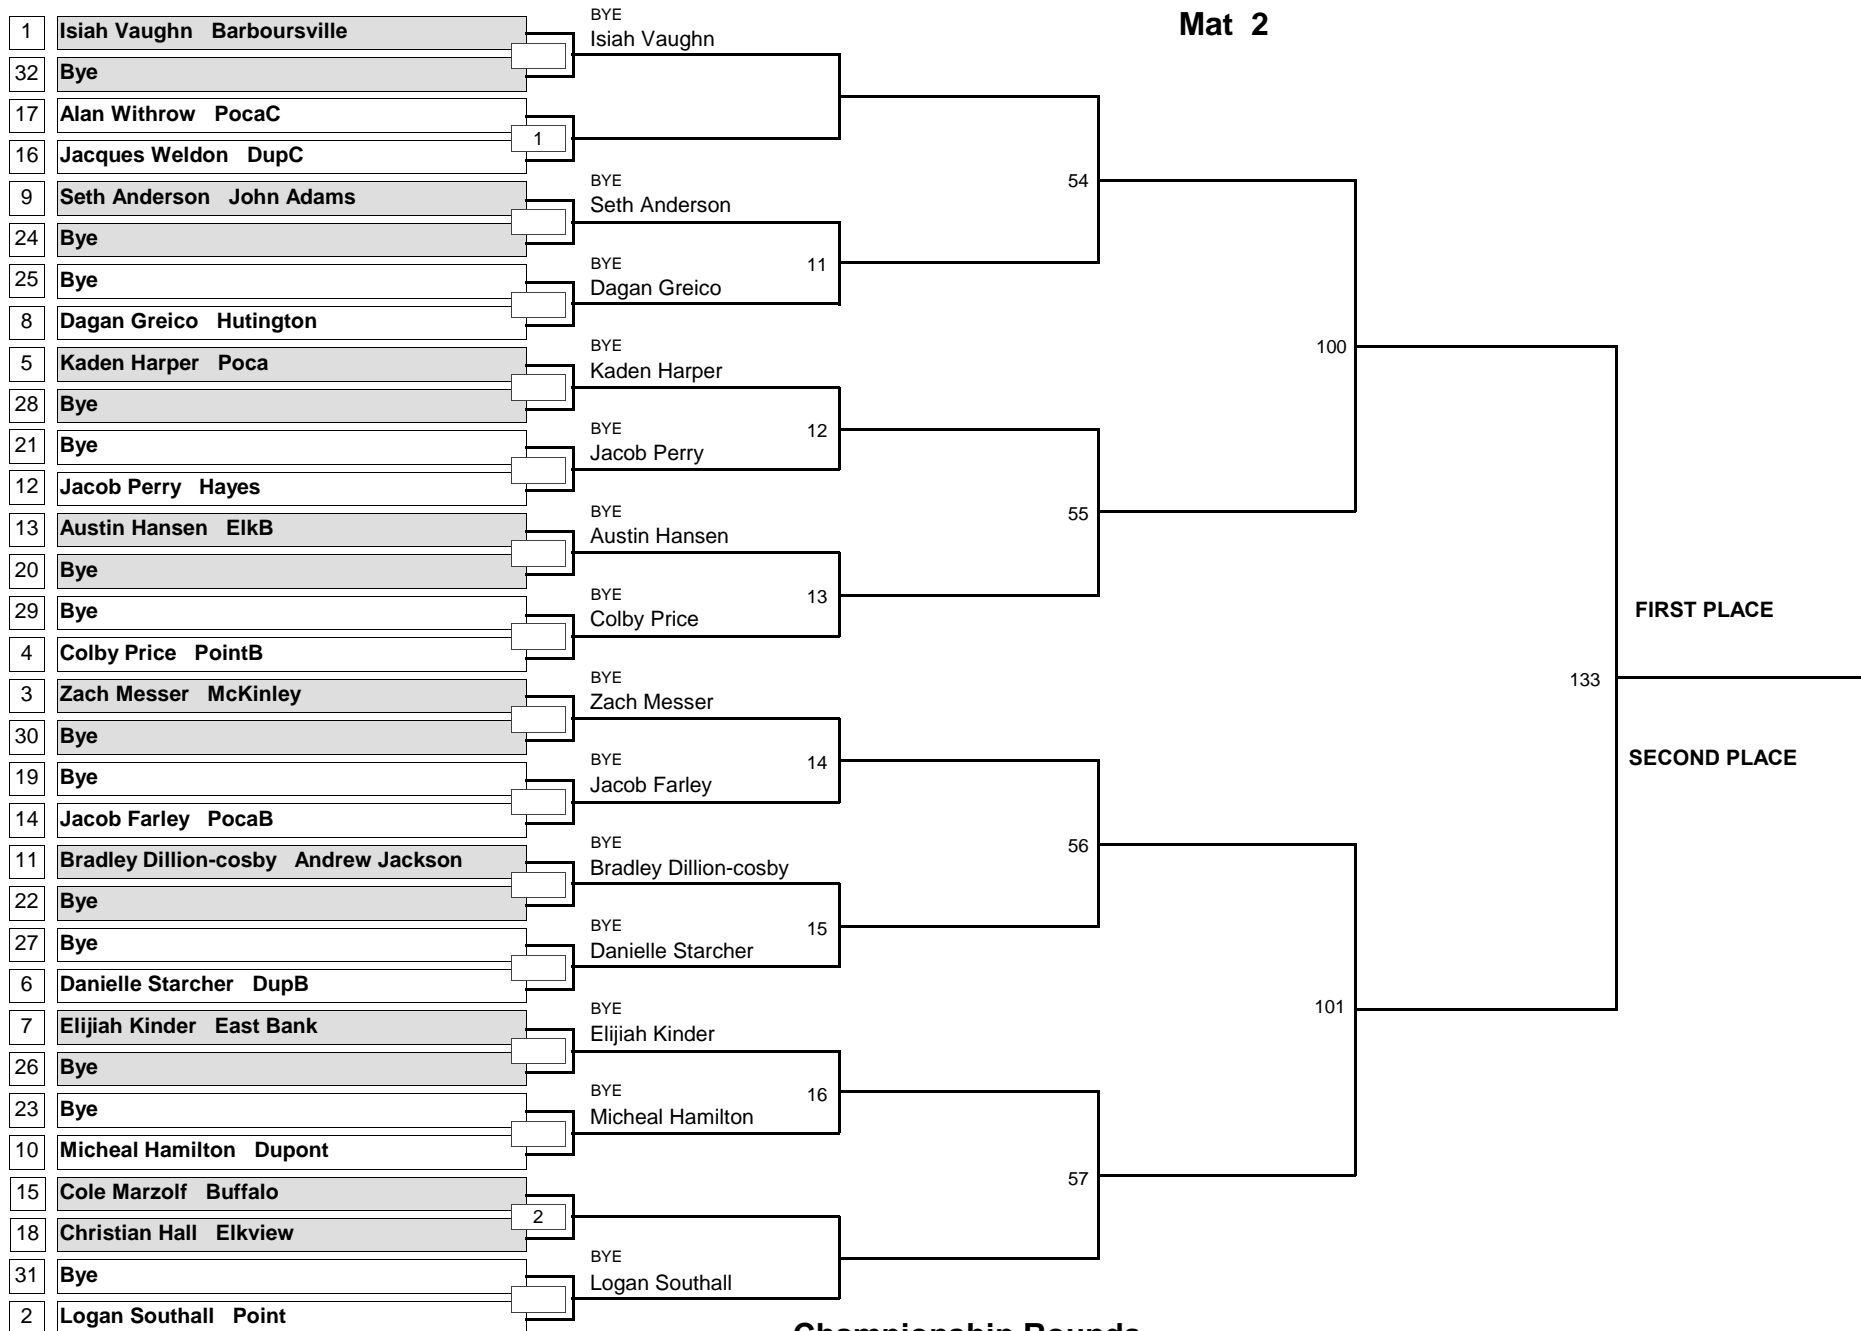 Mat 2
1 Isiah Vaughn Barboursville
32 Bye
17 Alan Withrow PocaC
16 Jacques Weldon DupC
9 Seth Anderson John Adams
24 Bye
25 Bye
8 Dagan Greico Hutington
5 Kaden Harper Poca
28 Bye
21 Bye
12 Jacob Perry Hayes
13 Austin Hansen ElkB
20 Bye
29 Bye
4 Colby Price PointB
3 Zach Messer McKinley
30 Bye
19 Bye
14 Jacob Farley PocaB
11 Bradley Dillion-cosby Andrew Jackson
22 Bye
27 Bye
6 Danielle Starcher DupB
7 Elijiah Kinder East Bank
26 Bye
23 Bye
10 Micheal Hamilton Dupont
15 Cole Marzolf Buffalo
18 Christian Hall Elkview
31 Bye
2 Logan Southall Point
1
2
BYE
Isiah Vaughn
BYE
Seth Anderson
BYE
Dagan Greico
BYE
Kaden Harper
BYE
Jacob Perry
BYE
Austin Hansen
BYE
Colby Price
BYE
Zach Messer
BYE
Jacob Farley
BYE
Bradley Dillion-cosby
BYE
Danielle Starcher
BYE
Elijiah Kinder
BYE
Micheal Hamilton
BYE
Logan Southall
11
12
13
14
15
16
54
55
56
57
100
101
133
FIRST PLACE
SECOND PLACE
Championship Rounds